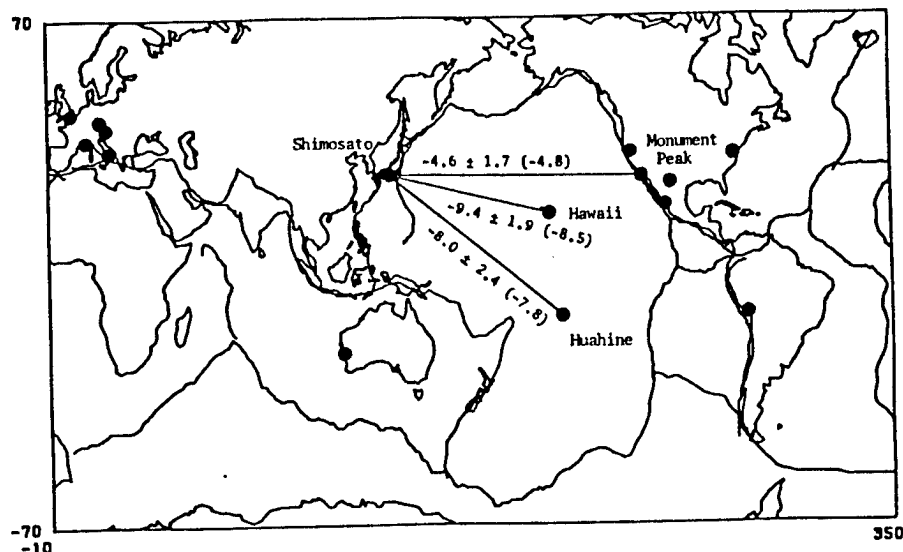 70
Shimosato
Monument
Peak
-4.6 ± 1.7 (-4.8)
-9.4 ± 1.9 (-8.5)
Hawaii
-8.0 ± 2.4 (-7.8)
Huahine
-70
-10
350